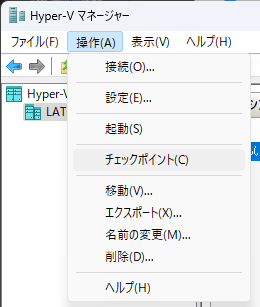 Hyper-V マネージャー
ファイル(F) 操作(A) 表示(V) ヘルプ(H)
接続(O)...
Hyper-V
設定(E)...
LAT
起動(S)
チェックポイント(C)
移動(V)...
エクスポート(X)...
名前の変更(M)...
削除(D)...
ヘルプ(H)